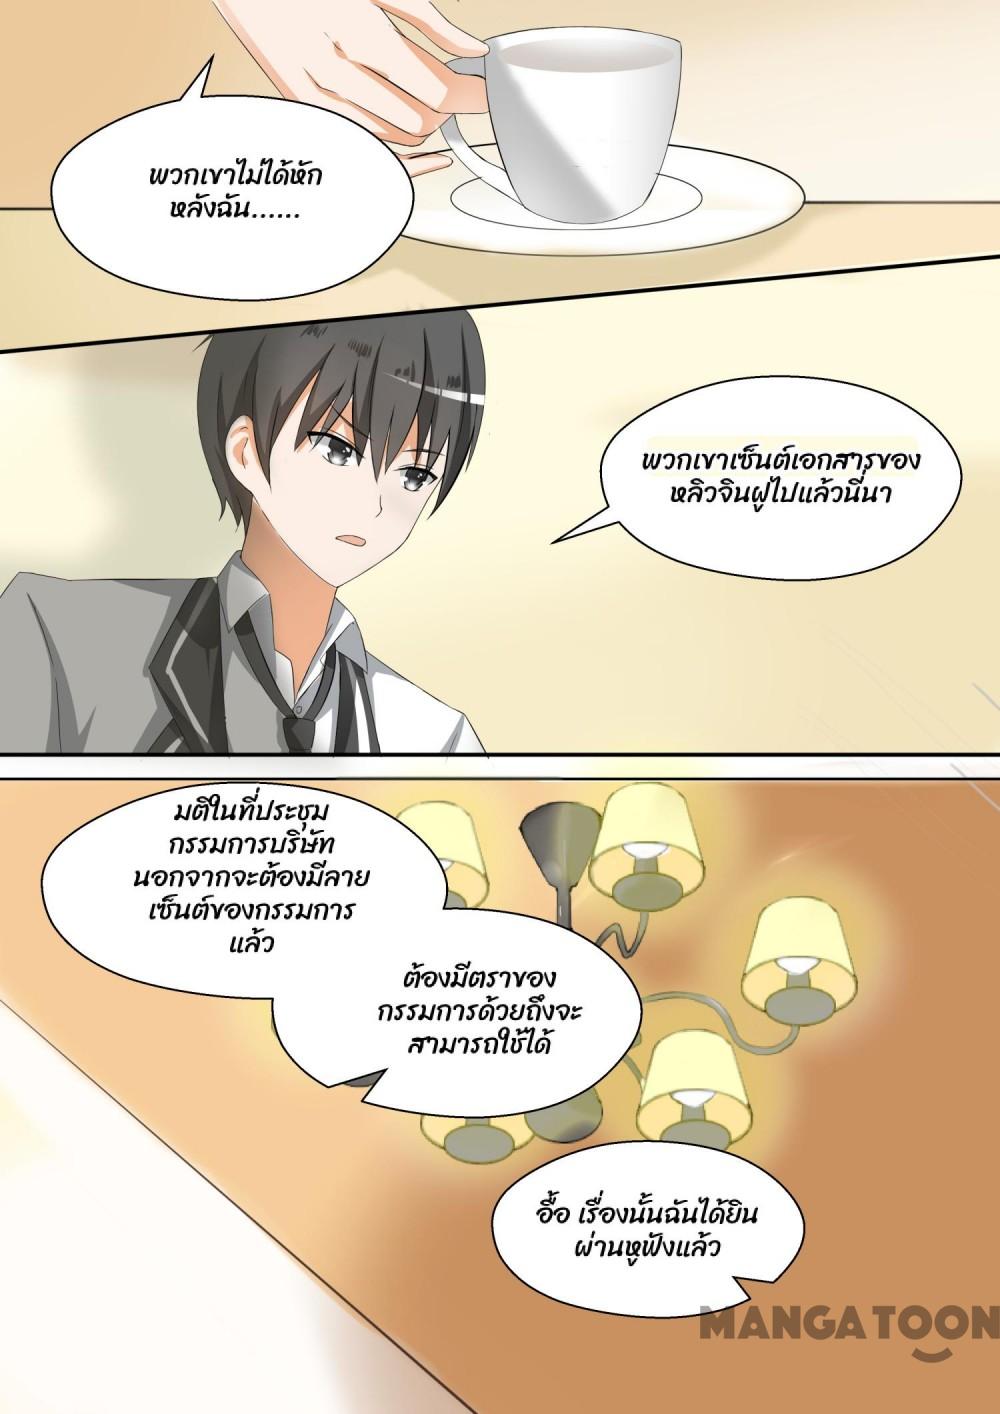 พวกเขาไม่ได้หัก
หลังฉัน......
พวกเขาเซ็นต์เอกสารของ
หลิวจินฝูไปแล้วนี่นา
มติในที่ประชุม
กรรมการบริษัท
นอกจากจะต้องมีลาย
เซ็นต์ของกรรมการ
แล้ว
ต้องมีตราของ
กรรมการด้วยถึงจะ
สามารถใช้ได้
อื้อ เรื่องนั้นฉันได้ยิน
ผ่านหูฟังแล้ว
MANGATOON